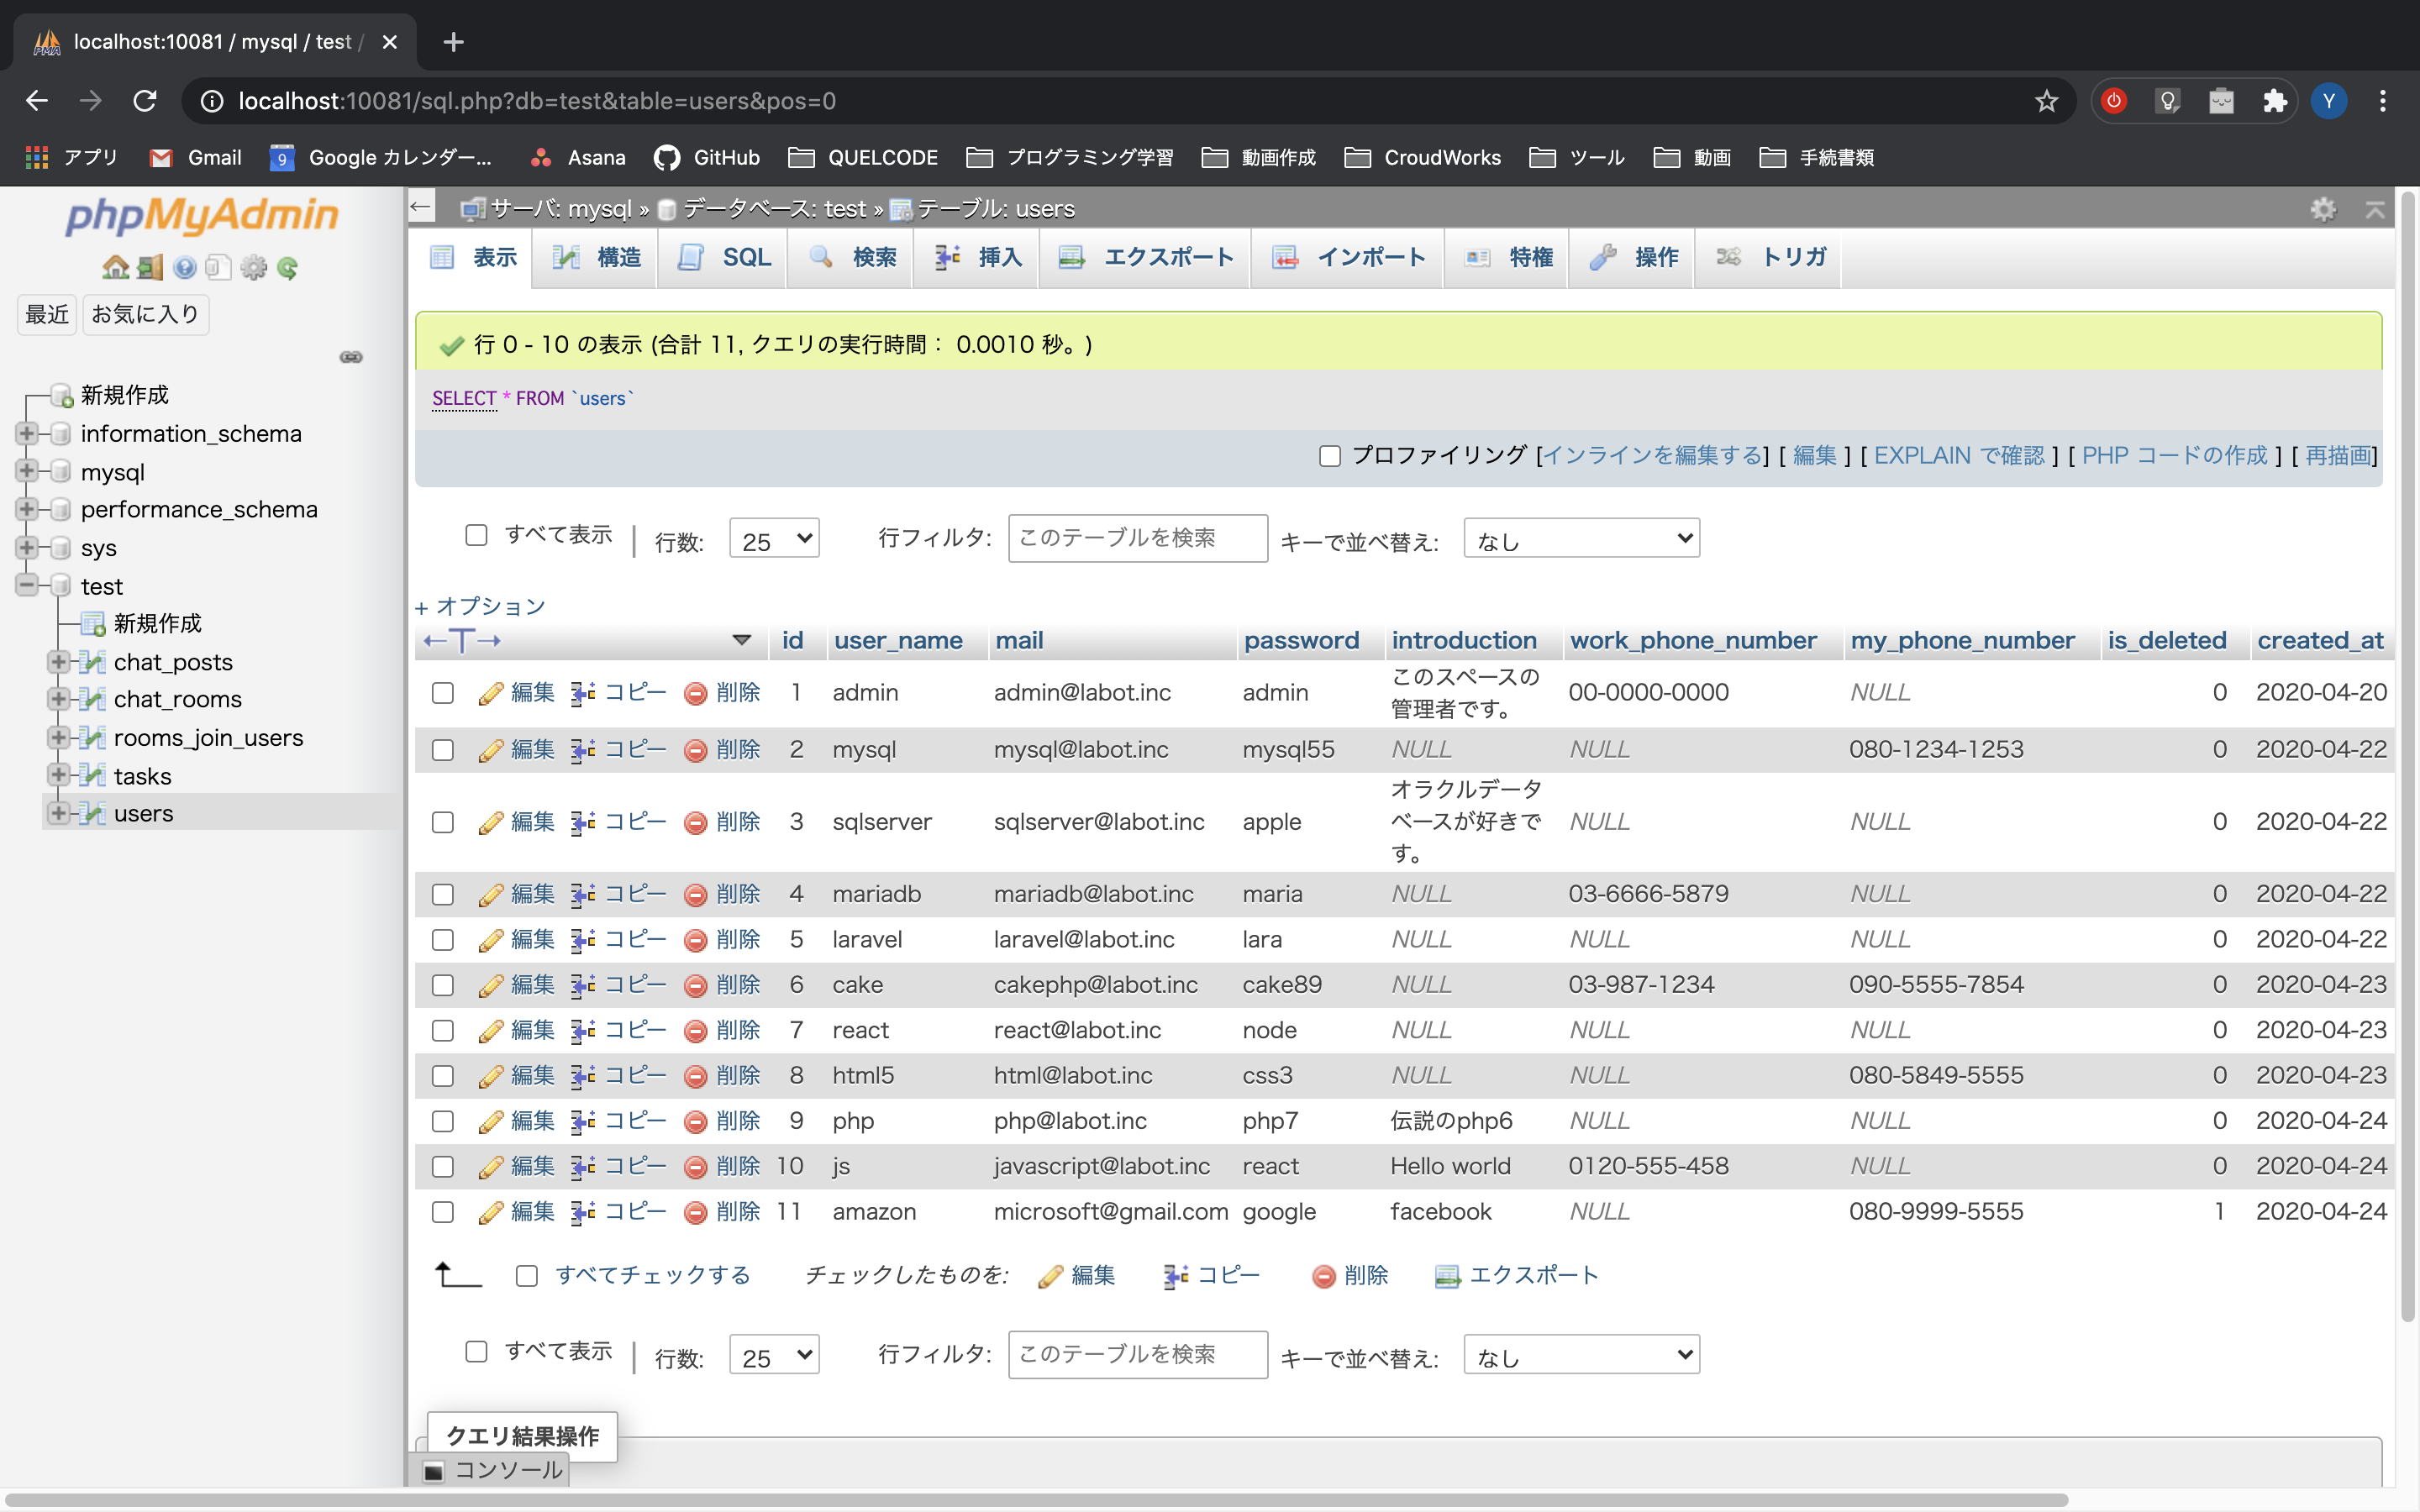 localhost:10081 / mysql / test /
localhost:10081/sql.php?db=test&table=users&pos=0
Y
アプリ Gmail 9 Google カレンダー... Asana GitHub QUELCODE プログラミング学習 動画作成 CroudWorks ツール 動画 手続書類
phpMyAdmin
最近 お気に入り
新規作成
information_schema
mysql
performance_schema
sys
test
新規作成
chat_posts
chat_rooms
rooms_join_users
tasks
users
サーバ: mysql » データベース: test » テーブル: users
表示 構造 SQL 検索 挿入 エクスポート インポート 特権 操作 トリガ
行 0 - 10 の表示 (合計 11, クエリの実行時間： 0.0010 秒。)
SELECT * FROM `users`
プロファイリング [インラインを編集する] [ 編集 ] [ EXPLAIN で確認 ] [ PHP コードの作成 ] [ 再描画]
すべて表示 | 行数: 25 行フィルタ: このテーブルを検索 キーで並べ替え: なし
+ オプション
←T→ id user_name mail password introduction work_phone_number my_phone_number is_deleted created_at
編集 コピー 削除 1 admin admin@labot.inc admin このスペースの管理者です。 00-0000-0000 NULL 0 2020-04-20
編集 コピー 削除 2 mysql mysql@labot.inc mysql55 NULL NULL 080-1234-1253 0 2020-04-22
編集 コピー 削除 3 sqlserver sqlserver@labot.inc apple オラクルデータベースが好きです。 NULL NULL 0 2020-04-22
編集 コピー 削除 4 mariadb mariadb@labot.inc maria NULL 03-6666-5879 NULL 0 2020-04-22
編集 コピー 削除 5 laravel laravel@labot.inc lara NULL NULL NULL 0 2020-04-22
編集 コピー 削除 6 cake cakephp@labot.inc cake89 NULL 03-987-1234 090-5555-7854 0 2020-04-23
編集 コピー 削除 7 react react@labot.inc node NULL NULL NULL 0 2020-04-23
編集 コピー 削除 8 html5 html@labot.inc css3 NULL NULL 080-5849-5555 0 2020-04-23
編集 コピー 削除 9 php php@labot.inc php7 伝説のphp6 NULL NULL 0 2020-04-24
編集 コピー 削除 10 js javascript@labot.inc react Hello world 0120-555-458 NULL 0 2020-04-24
編集 コピー 削除 11 amazon microsoft@gmail.com google facebook NULL 080-9999-5555 1 2020-04-24
すべてチェックする チェックしたものを: 編集 コピー 削除 エクスポート
すべて表示 | 行数: 25 行フィルタ: このテーブルを検索 キーで並べ替え: なし
クエリ結果操作
コンソール